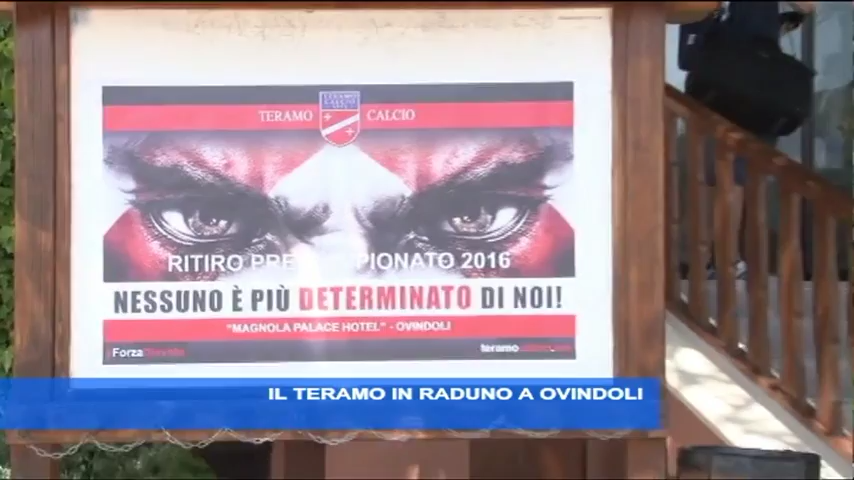 TERAMO CALCIO
RITIRO PRE PIONATO 2016
NESSUNO È PIÙ DETERMINATO DI NOI!
"MAGNOLA PALACE HOTEL" - OVINDOLI
Forza
teramo
IL TERAMO IN RADUNO A OVINDOLI